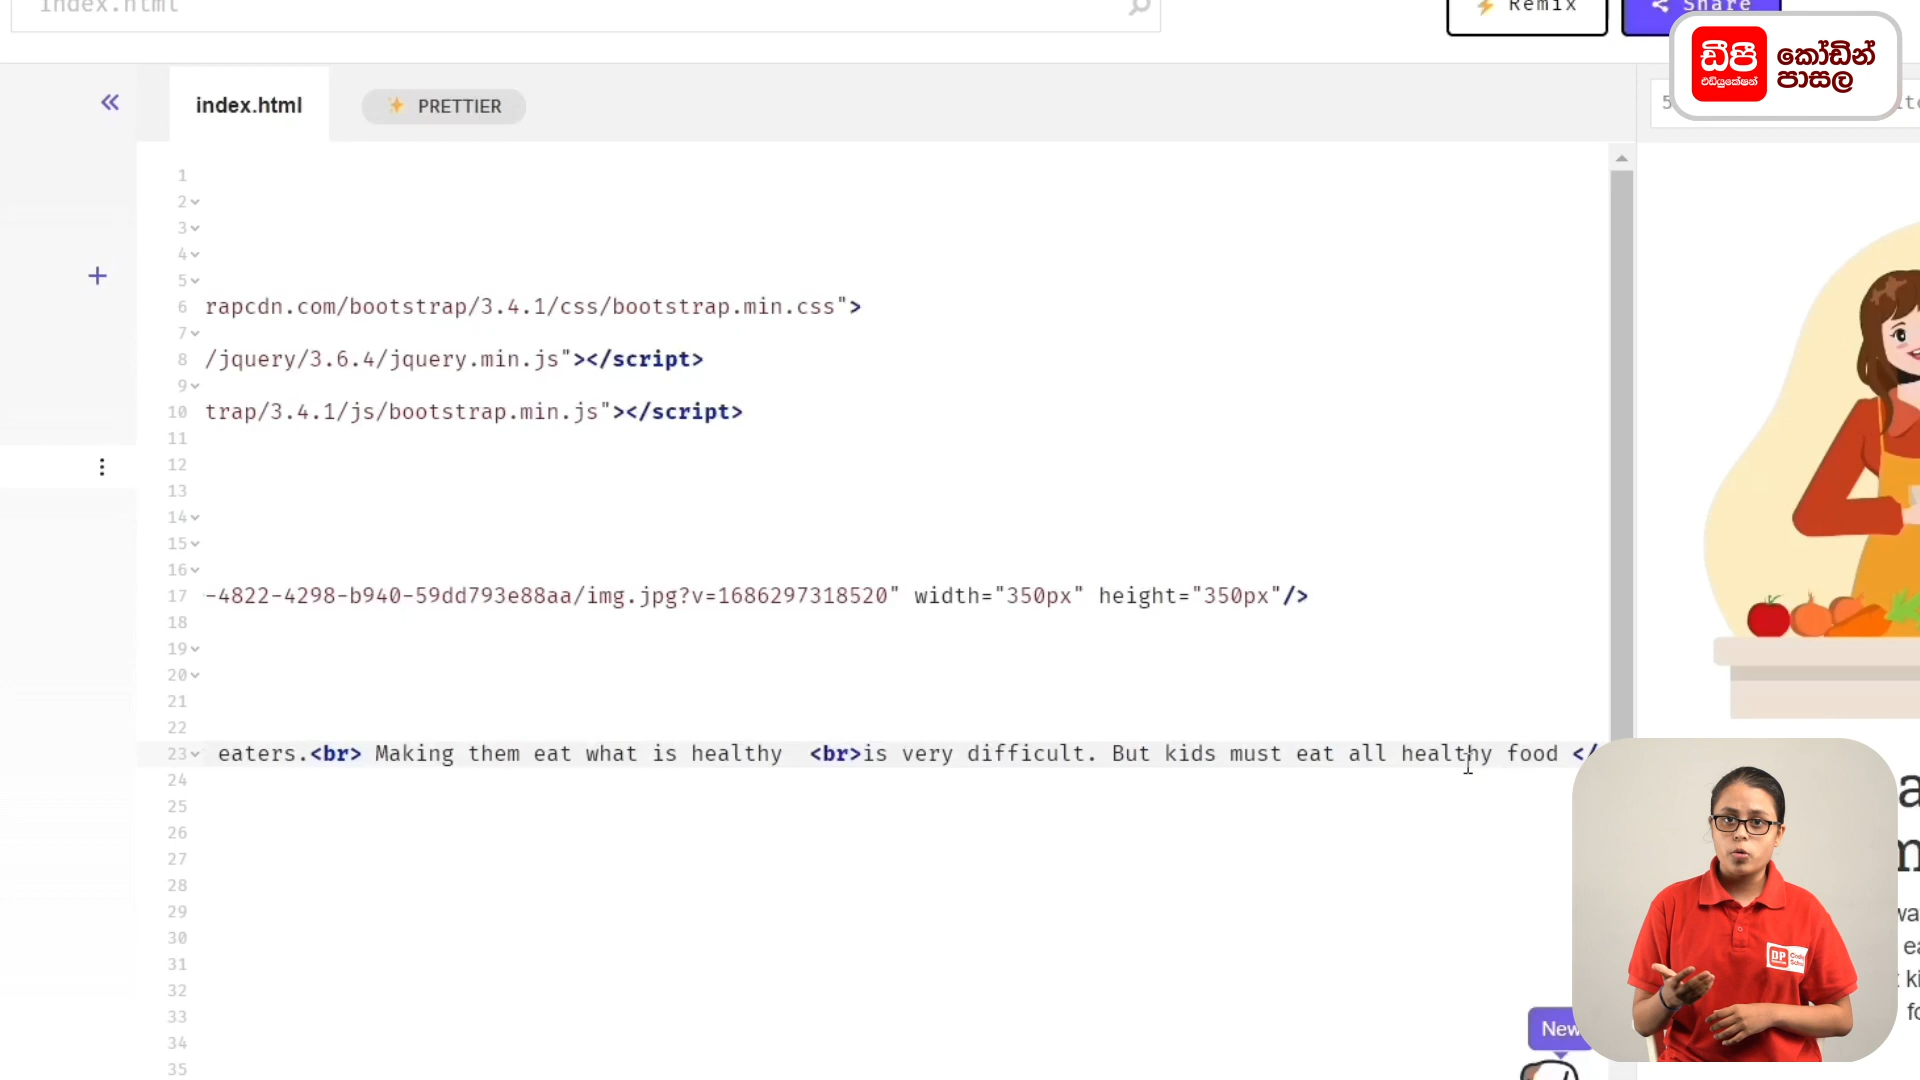 Index.html
Remix
Share
ඩීපී
එඩියුකේෂන්
කෝඩින්
පාසල
index.html
PRETTIER
5
1
2
3
4
5
6 rapcdn.com/bootstrap/3.4.1/css/bootstrap.min.css">
7
8 /jquery/3.6.4/jquery.min.js"></script>
9
10 trap/3.4.1/js/bootstrap.min.js"></script>
11
12
13
14
15
16
17 -4822-4298-b940-59dd793e88aa/img.jpg?v=1686297318520" width="350px" height="350px"/>
18
19
20
21
22
23 eaters.<br> Making them eat what is healthy  <br>is very difficult. But kids must eat all healthy food </
24
25
26
27
28
29
30
31
32
33
34
35
New
DP